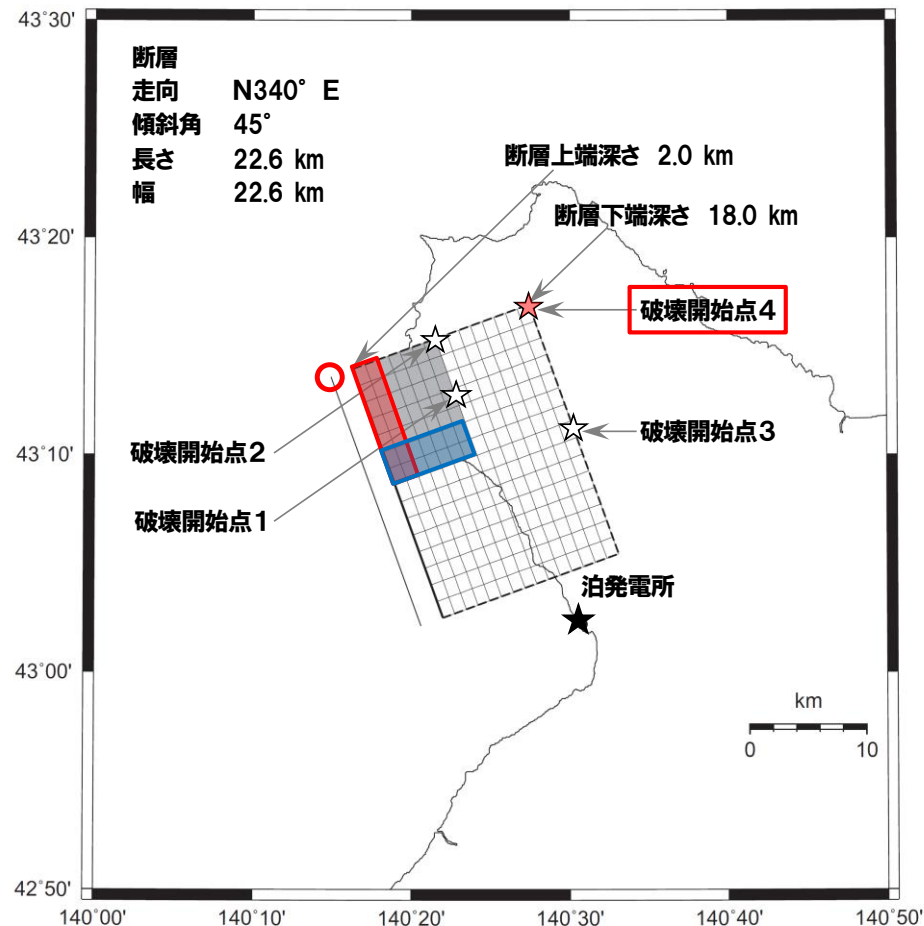 43°30'
断層
走向 N340° E
傾斜角 45°
長さ 22.6 km
幅 22.6 km
断層上端深さ 2.0 km
43°20'
断層下端深さ 18.0 km
破壊開始点4
破壊開始点3
43°10'
破壊開始点2
破壊開始点1
泊発電所
43°00'
km
0 10
42°50'
140°00' 140°10' 140°20' 140°30' 140°40' 140°50'